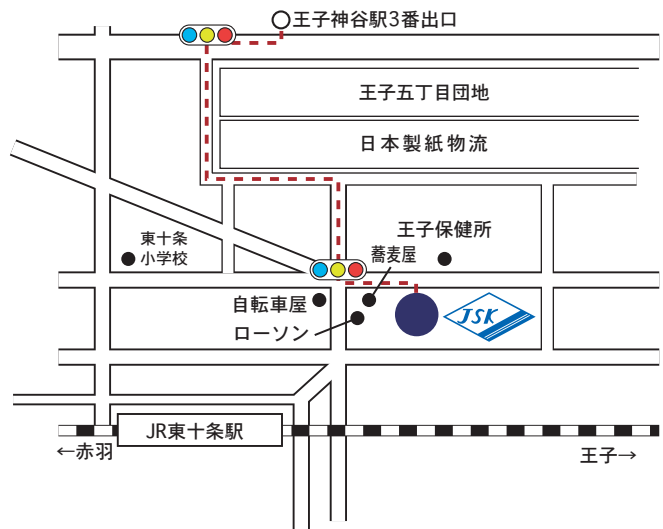 王子神谷駅3番出口
王子五丁目団地
日本製紙物流
東十条
小学校
王子保健所
蕎麦屋
自転車屋
ローソン
JSK
JR東十条駅
←赤羽
王子→